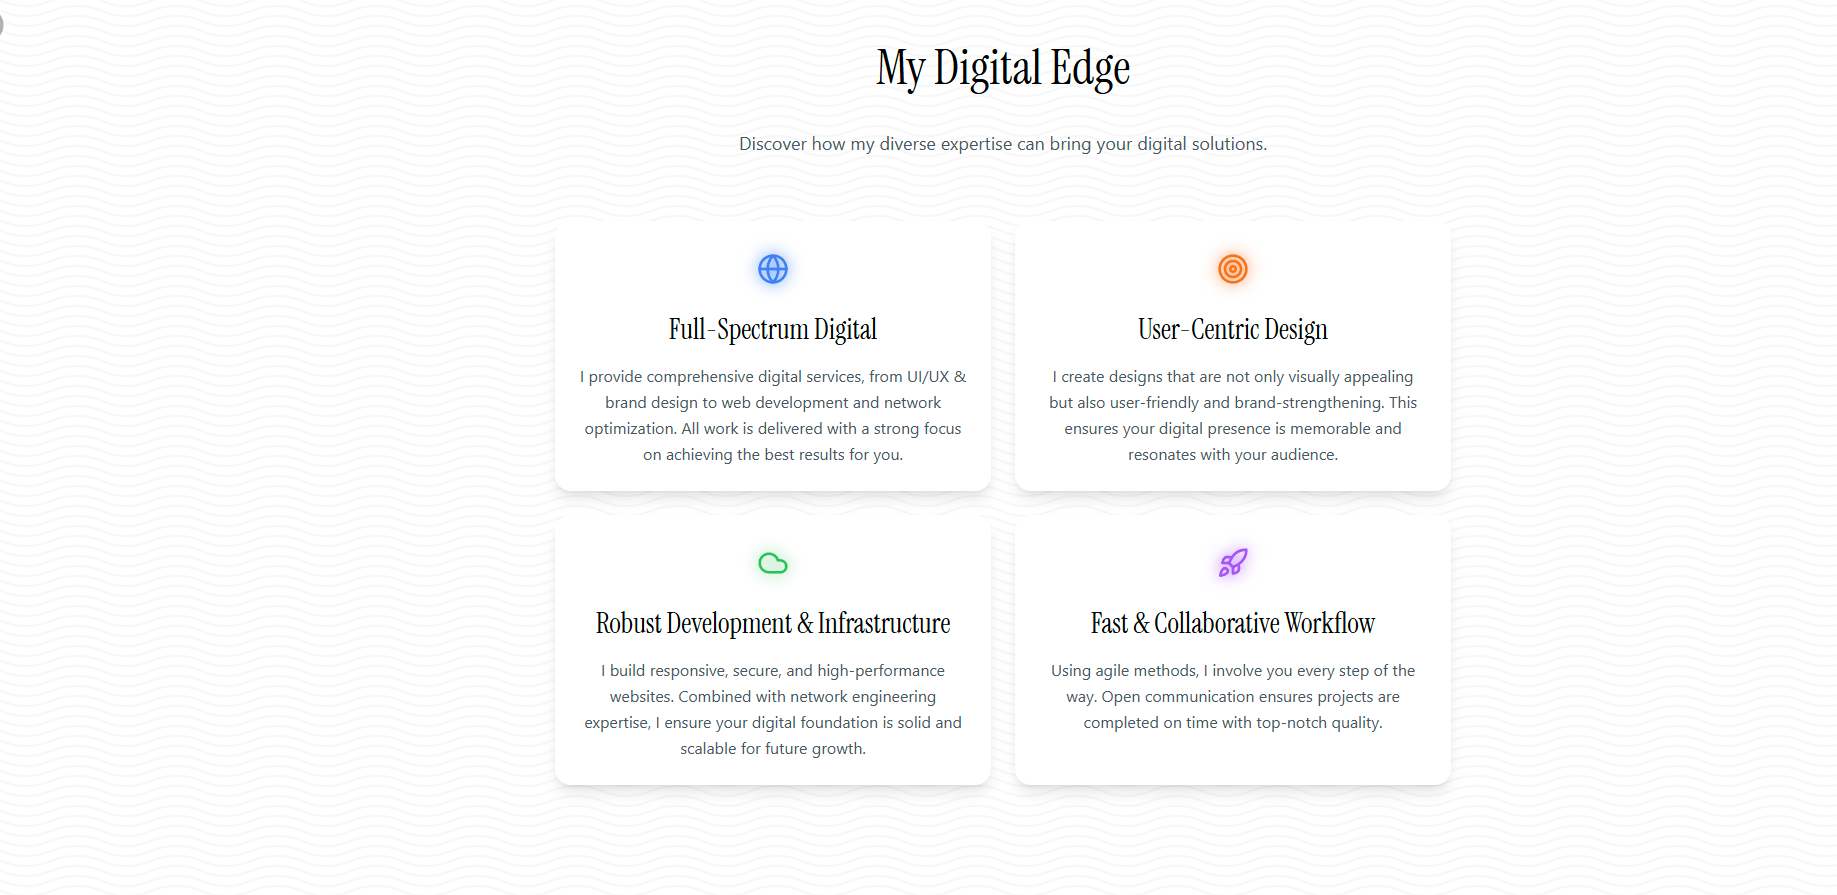 My Digital Edge
Discover how my diverse expertise can bring your digital solutions.
Full-Spectrum Digital
I provide comprehensive digital services, from UI/UX &
brand design to web development and network
optimization. All work is delivered with a strong focus
on achieving the best results for you.
User-Centric Design
I create designs that are not only visually appealing
but also user-friendly and brand-strengthening. This
ensures your digital presence is memorable and
resonates with your audience.
Robust Development & Infrastructure
I build responsive, secure, and high-performance
websites. Combined with network engineering
expertise, I ensure your digital foundation is solid and
scalable for future growth.
Fast & Collaborative Workflow
Using agile methods, I involve you every step of the
way. Open communication ensures projects are
completed on time with top-notch quality.